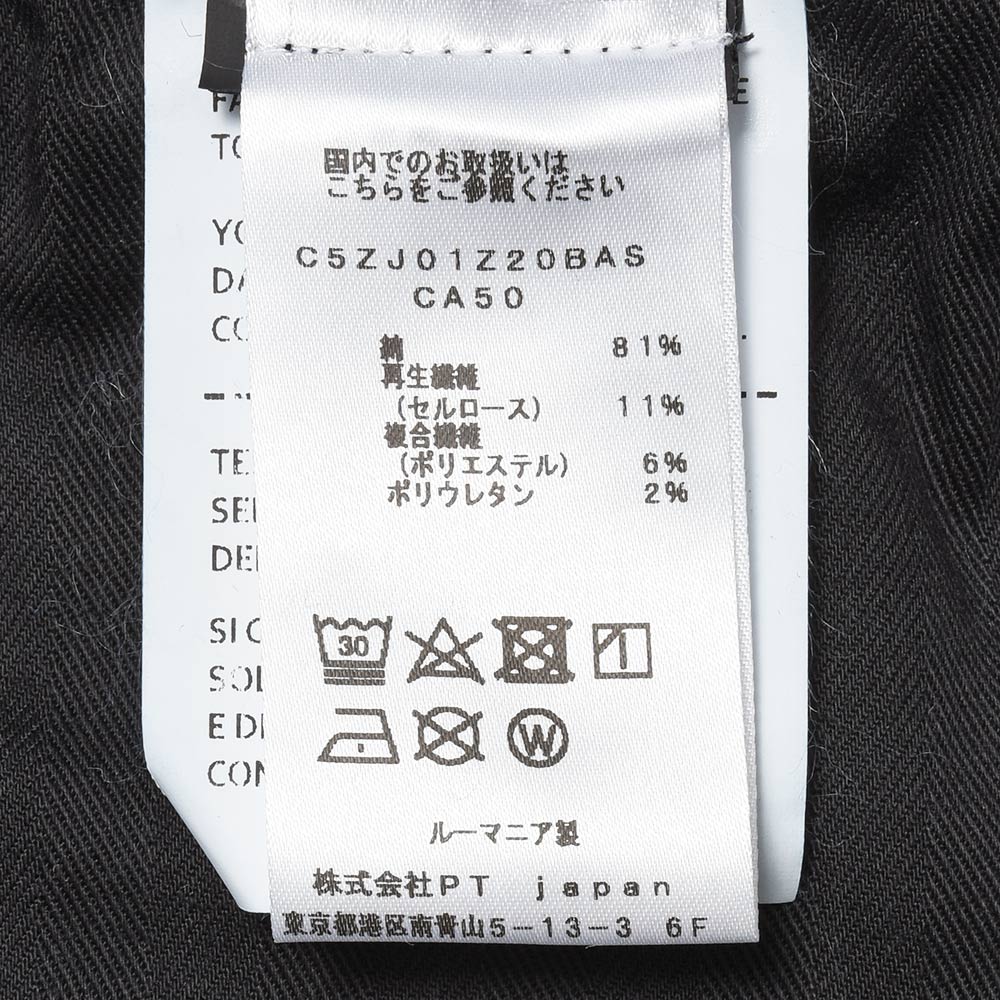 国内でのお取扱いは
こちらをご参照ください
C5ZJ01Z20BAS
CA50
綿 81%
再生繊維
(セルロース) 11%
複合繊維
(ポリエステル) 6%
ポリウレタン 2%
30
W
ルーマニア製
株式会社PT japan
東京都港区南青山5-13-3 6F